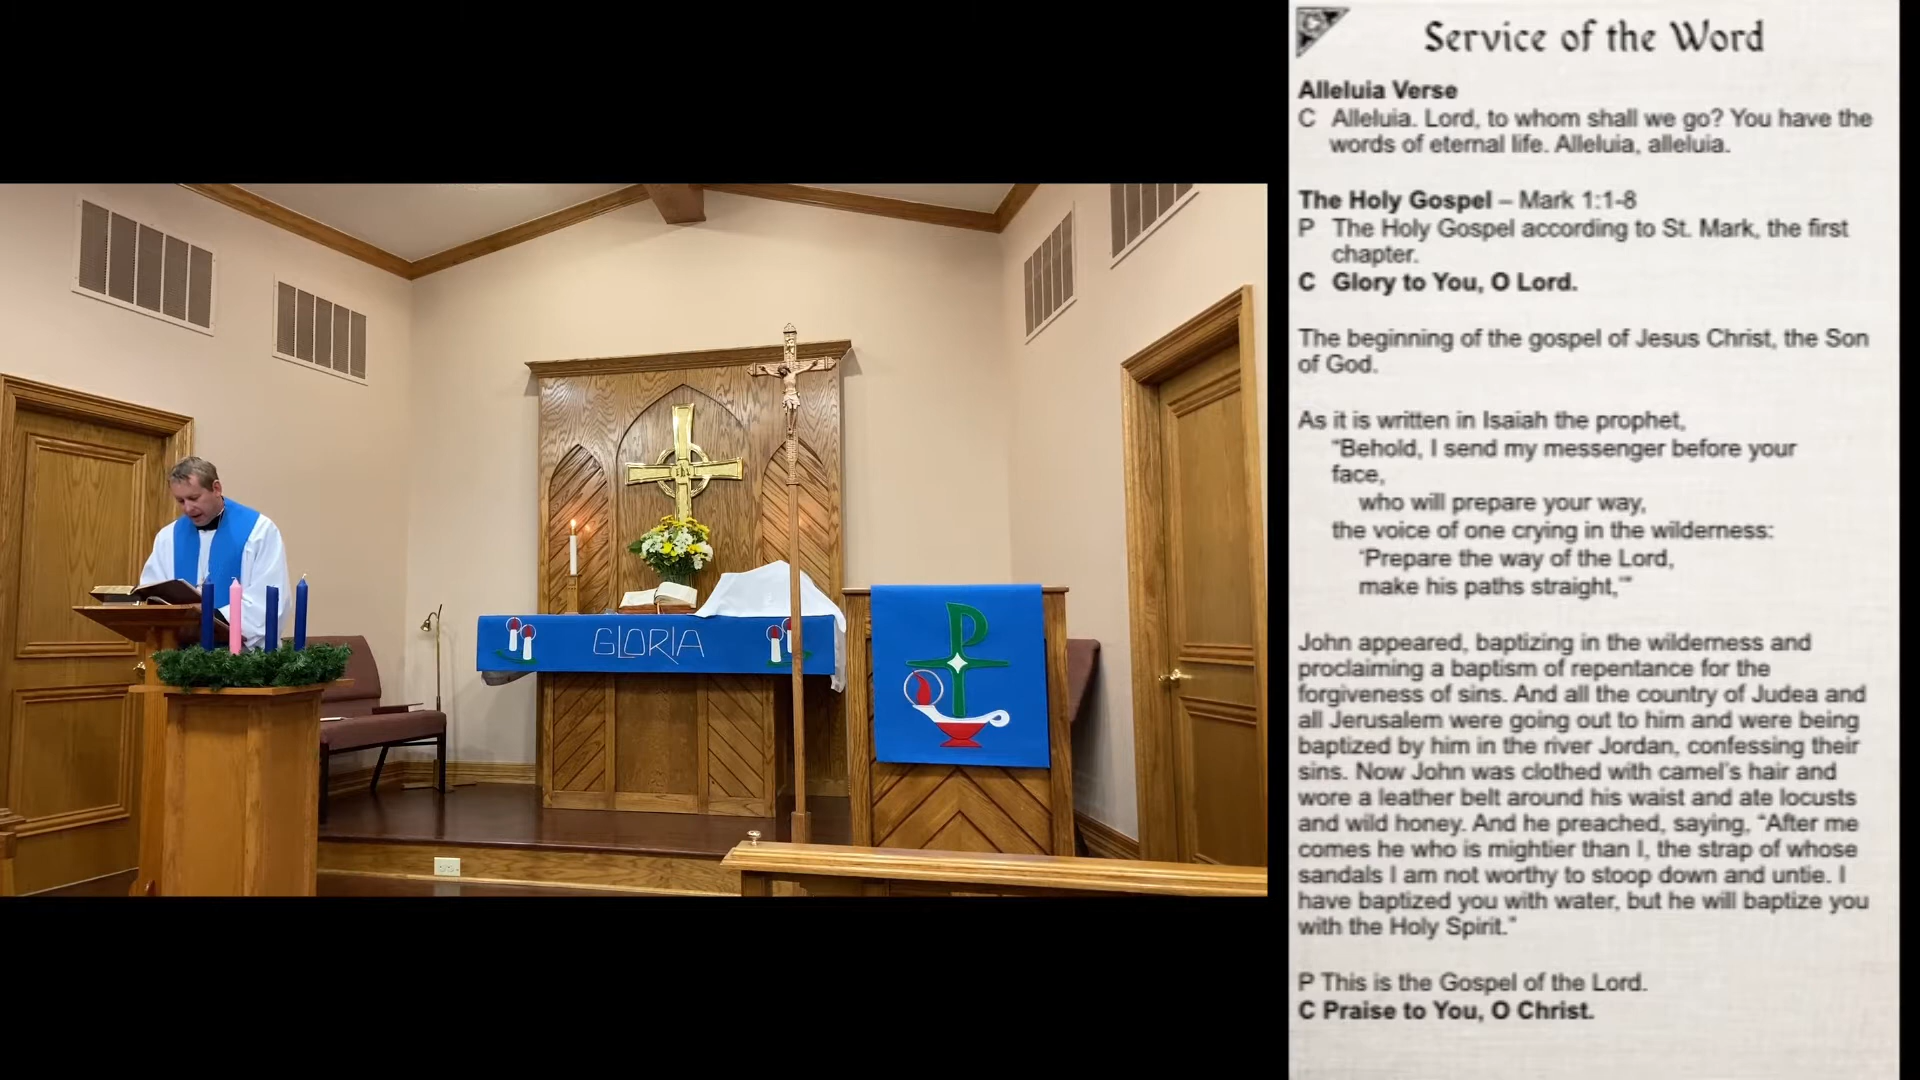 GLORIA
Service of the Word
Alleluia Verse
C Alleluia. Lord, to whom shall we go? You have the
words of eternal life. Alleluia, alleluia.
The Holy Gospel – Mark 1:1-8
P The Holy Gospel according to St. Mark, the first
chapter.
C Glory to You, O Lord.
The beginning of the gospel of Jesus Christ, the Son
of God.
As it is written in Isaiah the prophet,
“Behold, I send my messenger before your
face,
who will prepare your way,
the voice of one crying in the wilderness:
‘Prepare the way of the Lord,
make his paths straight,’”
John appeared, baptizing in the wilderness and
proclaiming a baptism of repentance for the
forgiveness of sins. And all the country of Judea and
all Jerusalem were going out to him and were being
baptized by him in the river Jordan, confessing their
sins. Now John was clothed with camel’s hair and
wore a leather belt around his waist and ate locusts
and wild honey. And he preached, saying, “After me
comes he who is mightier than I, the strap of whose
sandals I am not worthy to stoop down and untie. I
have baptized you with water, but he will baptize you
with the Holy Spirit.”
P This is the Gospel of the Lord.
C Praise to You, O Christ.